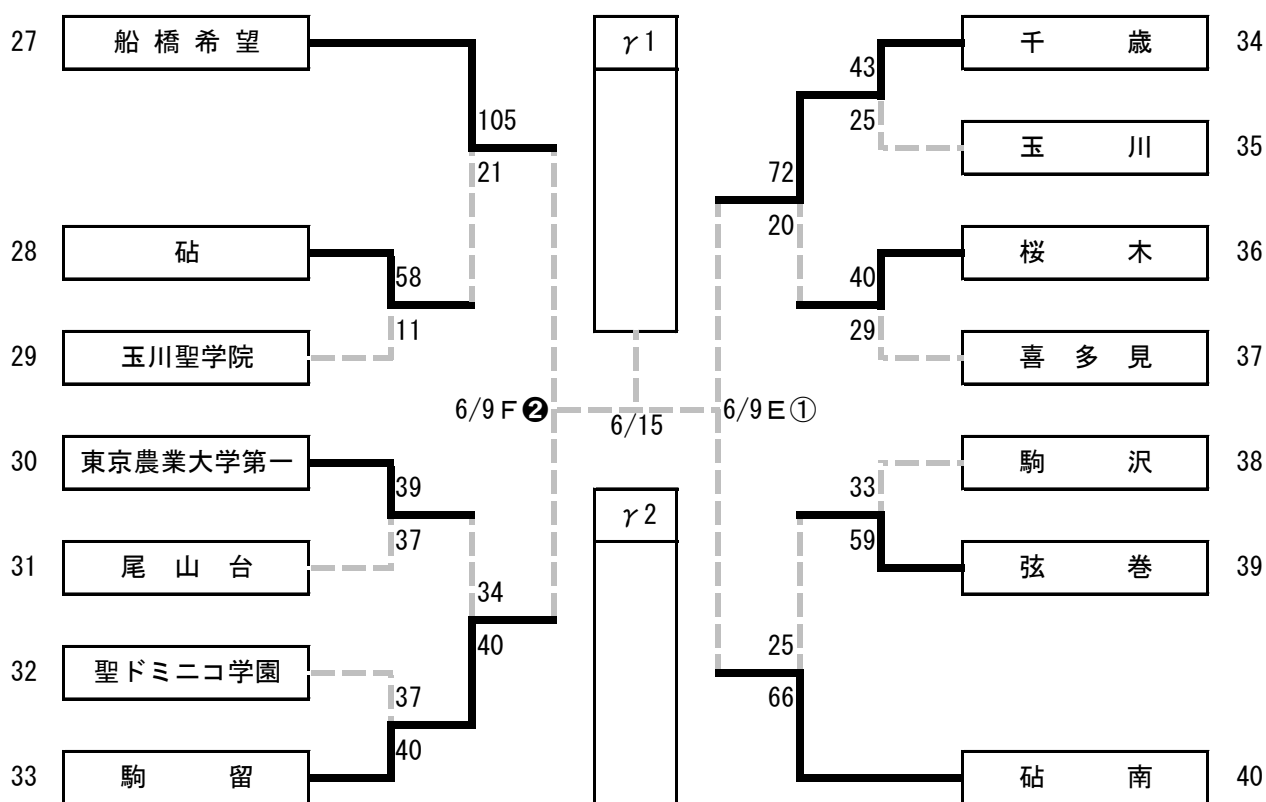 27 船橋希望
105
21
28 砧
58
11
29 玉川聖学院
6/9F❷
30 東京農業大学第一
39
37
31 尾山台
34
40
32 聖ドミニコ学園
37
40
33 駒留
γ1
6/15
γ2
千歳 34
43
25
玉川 35
72
20
桜木 36
40
29
喜多見 37
6/9E①
駒沢 38
33
59
弦巻 39
25
66
砧南 40